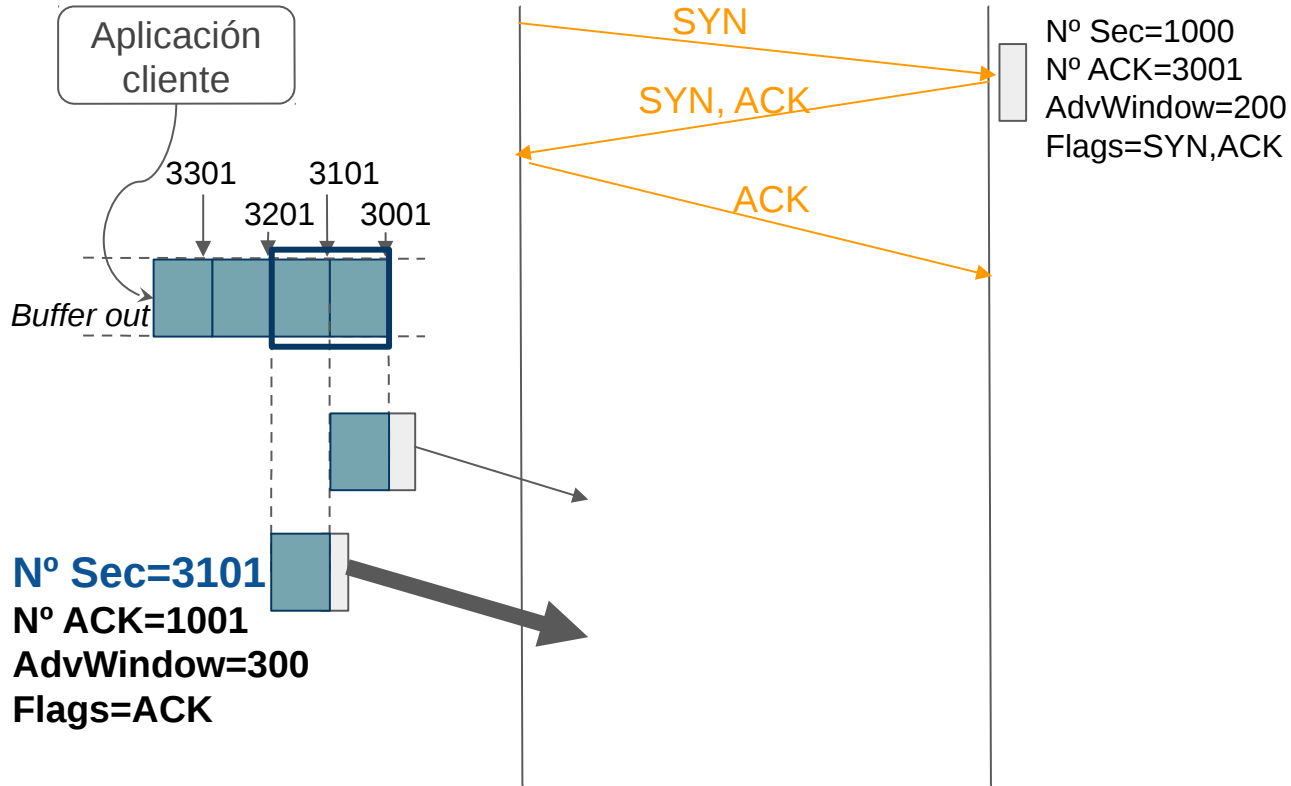 Aplicación
cliente
SYN
SYN, ACK
ACK
Nº Sec=1000
Nº ACK=3001
AdvWindow=200
Flags=SYN,ACK
3301
3101
3201
3001
Buffer out
Nº Sec=3101
Nº ACK=1001
AdvWindow=300
Flags=ACK